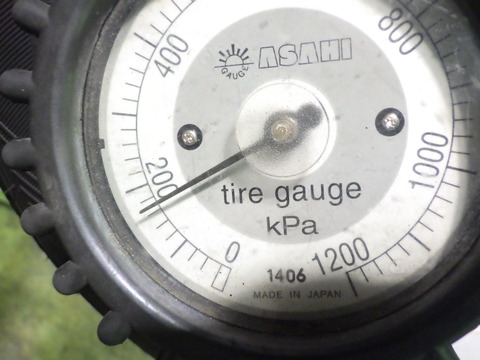 400
800
GAUGE
ASAHI
200
1000
tire gauge
kPa
0
1406
1200
MADE IN JAPAN